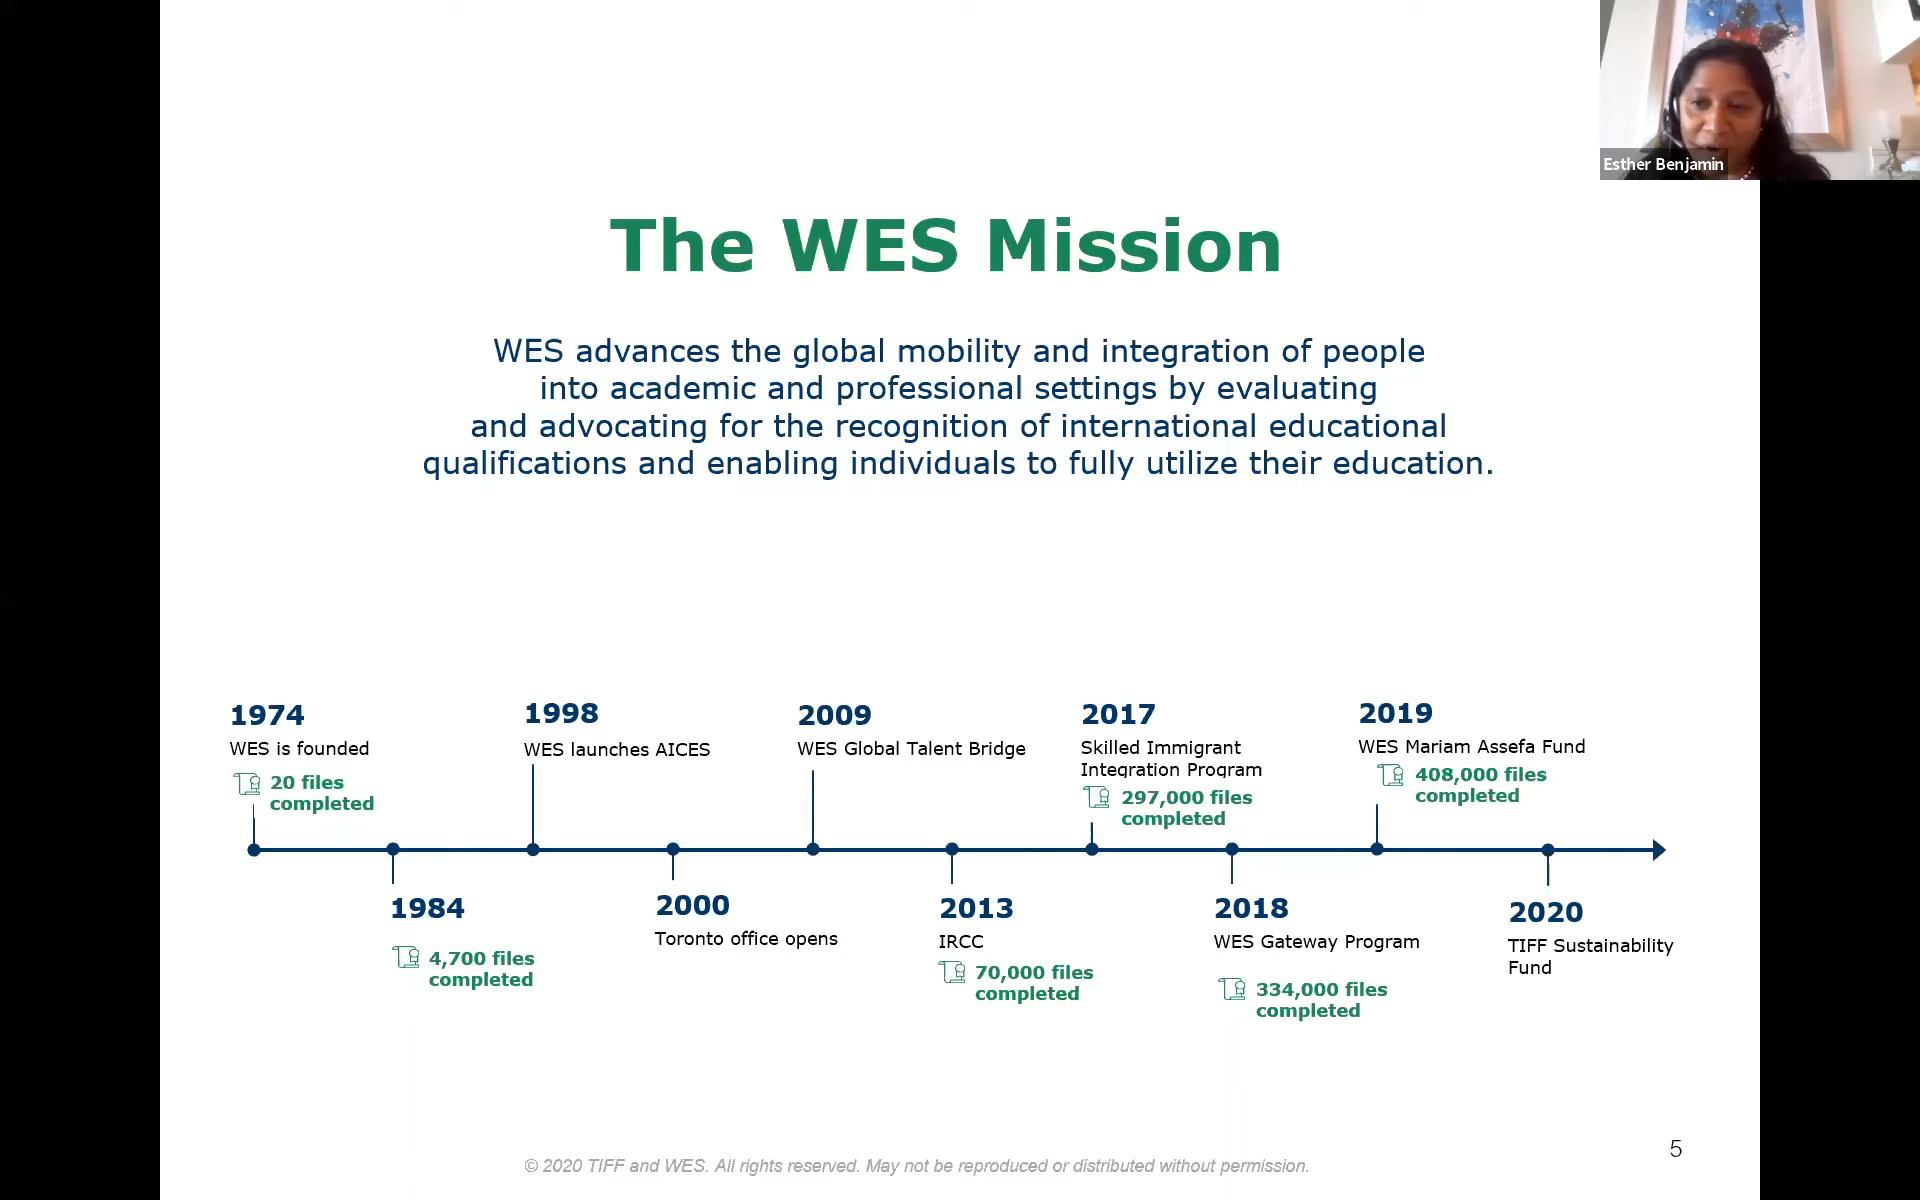 Esther Benjamin
The WES Mission
WES advances the global mobility and integration of people
into academic and professional settings by evaluating
and advocating for the recognition of international educational
qualifications and enabling individuals to fully utilize their education.
1974
WES is founded
20 files
completed
1998
WES launches AICES
2009
WES Global Talent Bridge
2017
Skilled Immigrant
Integration Program
297,000 files
completed
2019
WES Mariam Assefa Fund
408,000 files
completed
1984
4,700 files
completed
2000
Toronto office opens
2013
IRCC
70,000 files
completed
2018
WES Gateway Program
334,000 files
completed
2020
TIFF Sustainability
Fund
© 2020 TIFF and WES. All rights reserved. May not be reproduced or distributed without permission.
5